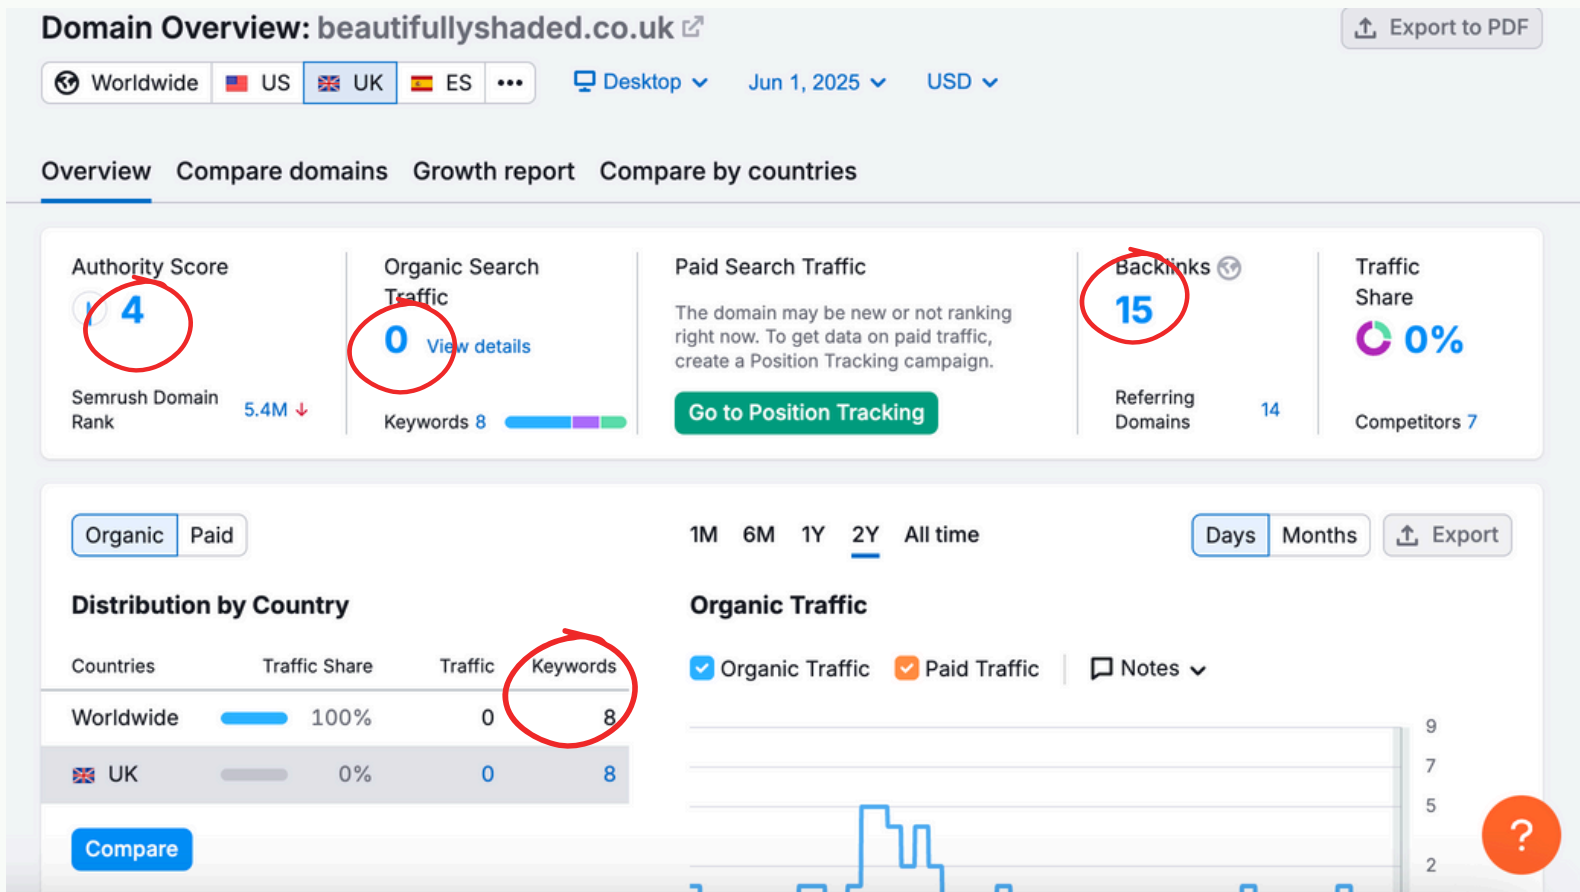 Domain Overview: beautifullyshaded.co.uk
Export to PDF
Worldwide US UK ES ••• Desktop Jun 1, 2025 USD
Overview Compare domains Growth report Compare by countries
Authority Score
4
Semrush Domain
Rank
5.4M ↓
Organic Search
Traffic
0 View details
Keywords 8
Paid Search Traffic
The domain may be new or not ranking
right now. To get data on paid traffic,
create a Position Tracking campaign.
Go to Position Tracking
Backlinks
15
Referring
Domains
14
Traffic
Share
0%
Competitors 7
Organic Paid
Distribution by Country
Countries Traffic Share Traffic Keywords
Worldwide 100% 0 8
UK 0% 0 8
Compare
1M 6M 1Y 2Y All time
Days Months Export
Organic Traffic
Organic Traffic Paid Traffic Notes
9
7
5
2
?